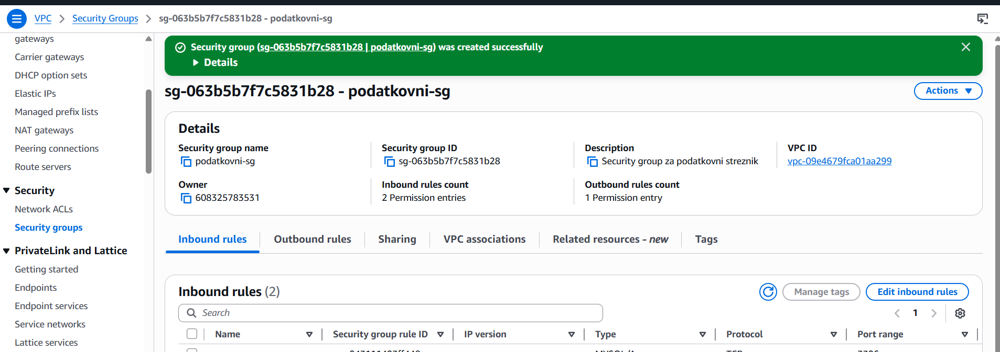 VPC > Security Groups > sg-063b5b7f7c5831b28 - podatkovni-sg
gateways
Carrier gateways
DHCP option sets
Elastic IPs
Managed prefix lists
NAT gateways
Peering connections
Route servers
Security
Network ACLs
Security groups
PrivateLink and Lattice
Getting started
Endpoints
Endpoint services
Service networks
Lattice services
Security group (sg-063b5b7f7c5831b28 | podatkovni-sg) was created successfully
Details
sg-063b5b7f7c5831b28 - podatkovni-sg
Actions
Details
Security group name
podatkovni-sg
Security group ID
sg-063b5b7f7c5831b28
Description
Security group za podatkovni streznik
VPC ID
vpc-09e4679fca01aa299
Owner
608325783531
Inbound rules count
2 Permission entries
Outbound rules count
1 Permission entry
Inbound rules Outbound rules Sharing VPC associations Related resources - new Tags
Inbound rules (2)
Manage tags
Edit inbound rules
Search
1
Name Security group rule ID IP version Type Protocol Port range